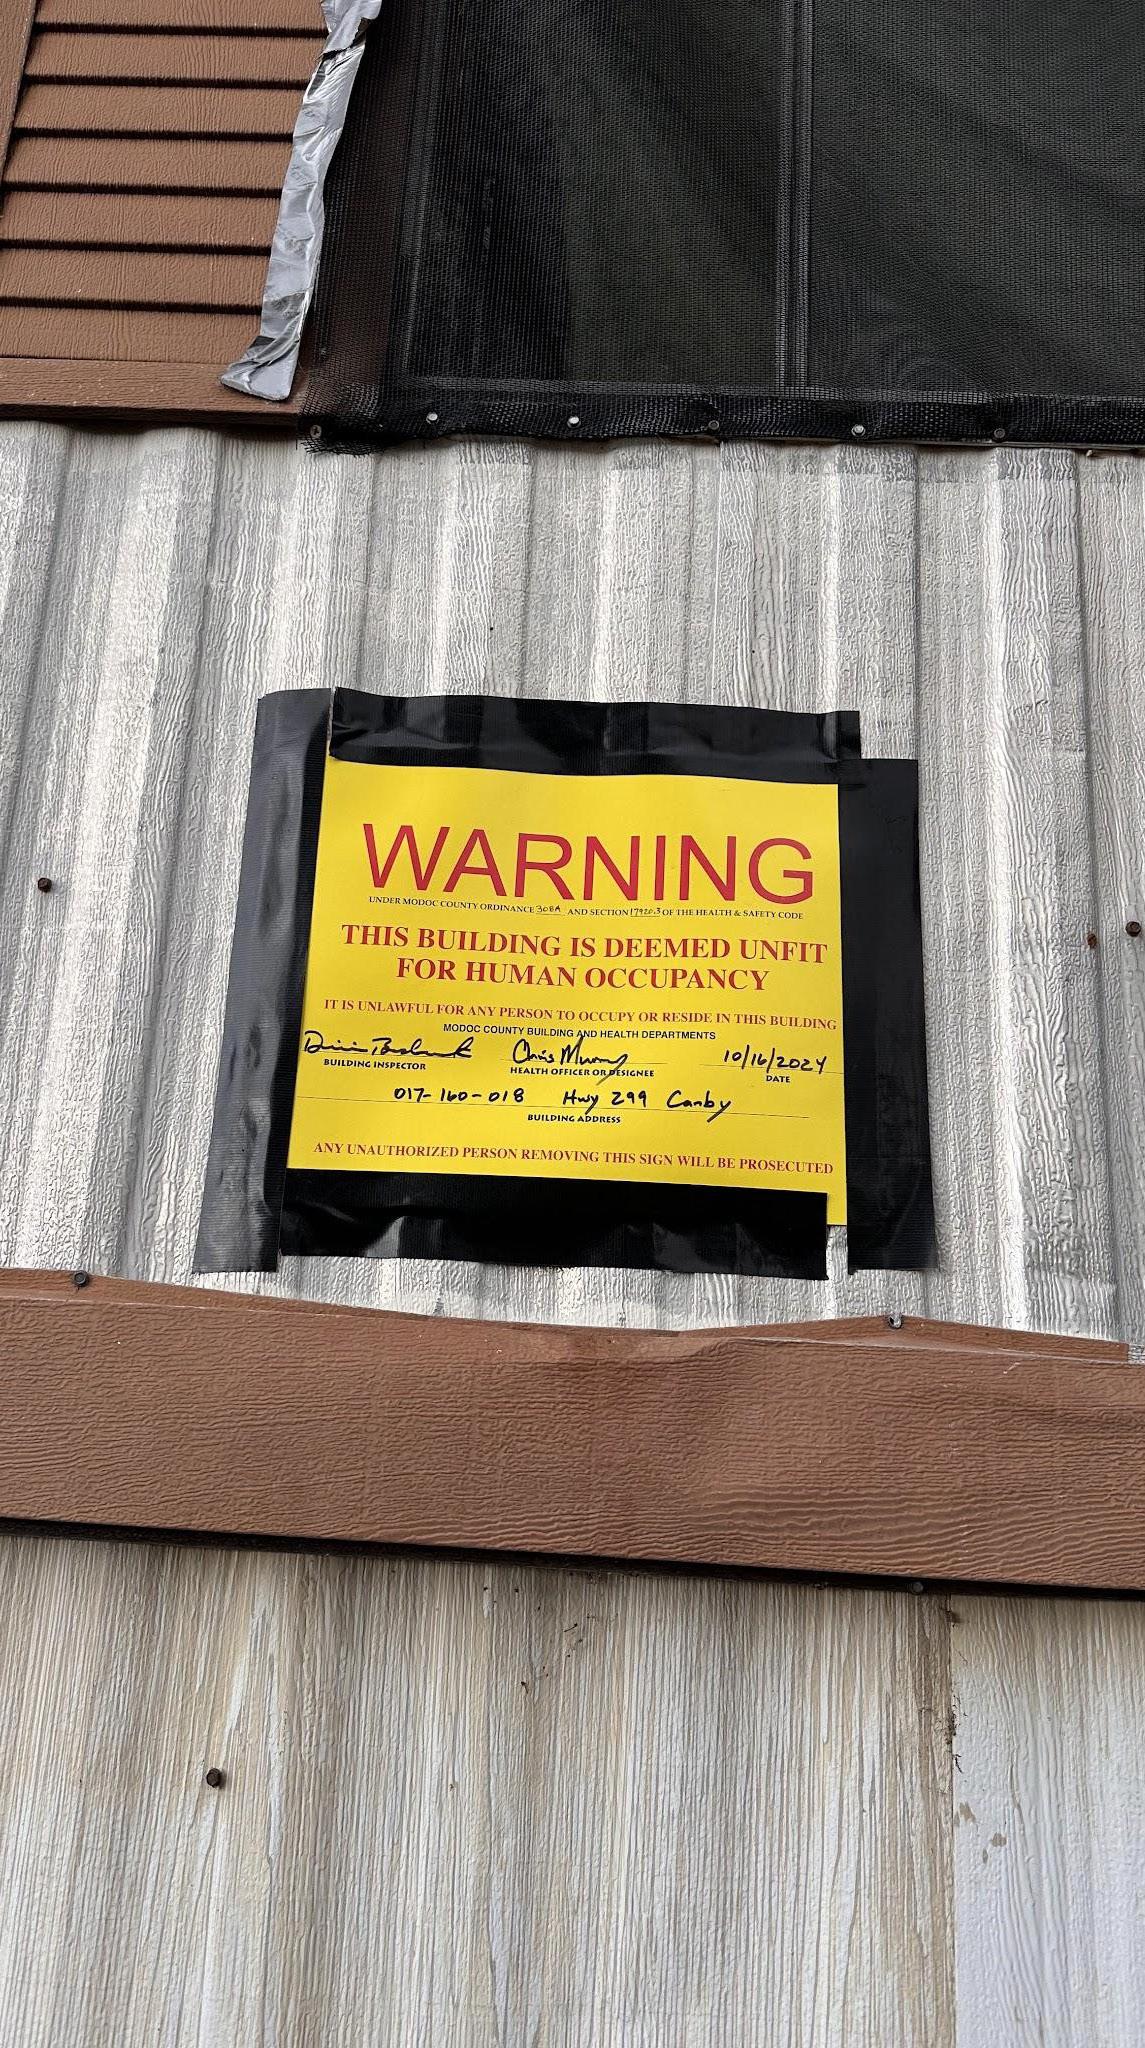 WARNING
UNDER MODOC COUNTY ORDINANCE 308A AND SECTION 17920.3 OF THE HEALTH & SAFETY CODE
THIS BUILDING IS DEEMED UNFIT
FOR HUMAN OCCUPANCY
IT IS UNLAWFUL FOR ANY PERSON TO OCCUPY OR RESIDE IN THIS BUILDING
MODOC COUNTY BUILDING AND HEALTH DEPARTMENTS
Chris Murray 10/16/2024
BUILDING INSPECTOR HEALTH OFFICER OR DESIGNEE DATE
017-160-018 Hwy 299 Canby
BUILDING ADDRESS
ANY UNAUTHORIZED PERSON REMOVING THIS SIGN WILL BE PROSECUTED